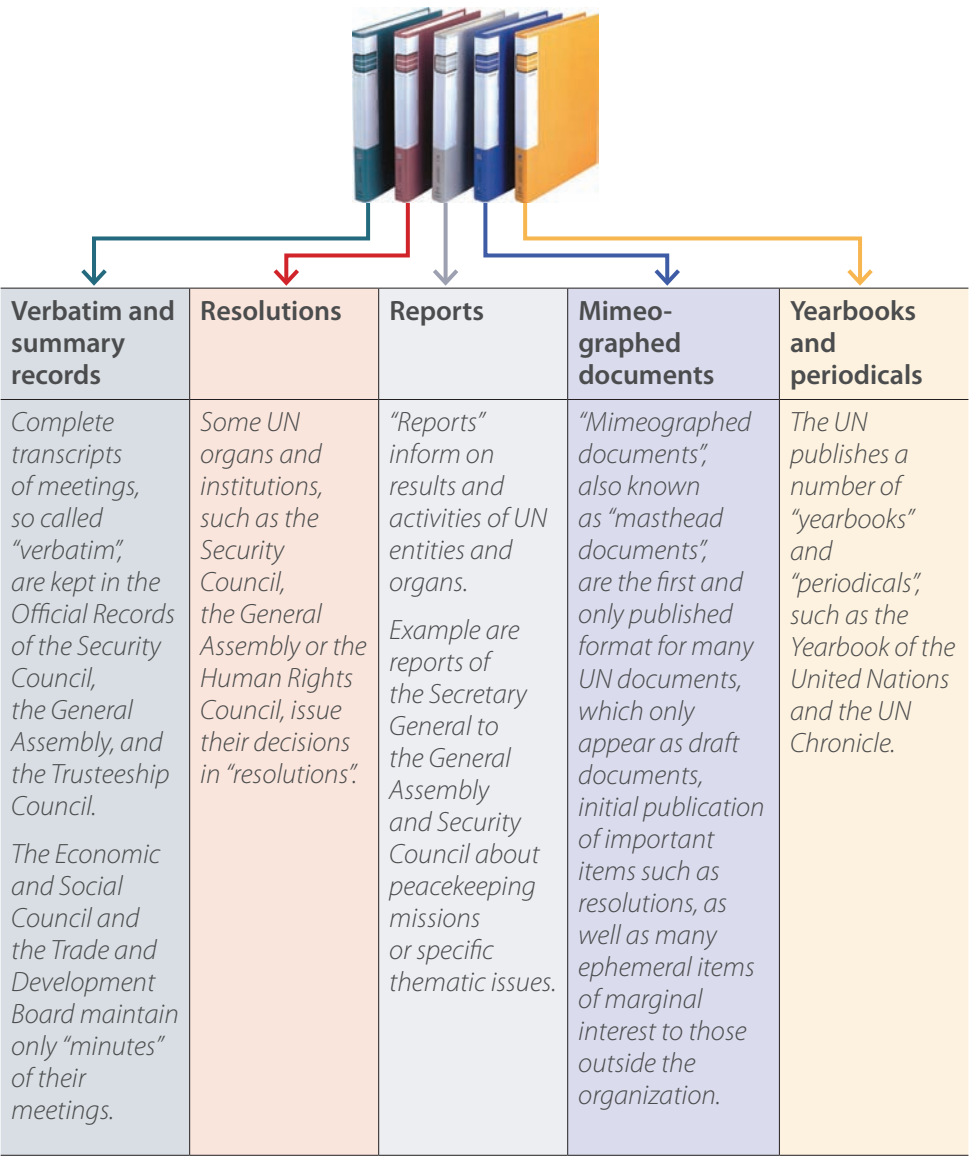 Verbatim and
summary
records
Resolutions
Reports
Mimeo-
graphed
documents
Yearbooks
and
periodicals
Complete
transcripts
of meetings,
so called
“verbatim”,
are kept in the
Official Records
of the Security
Council,
the General
Assembly, and
the Trusteeship
Council.
The Economic
and Social
Council and
the Trade and
Development
Board maintain
only “minutes”
of their
meetings.
Some UN
organs and
institutions,
such as the
Security
Council,
the General
Assembly or the
Human Rights
Council, issue
their decisions
in “resolutions”.
“Reports”
inform on
results and
activities of UN
entities and
organs.
Example are
reports of
the Secretary
General to
the General
Assembly
and Security
Council about
peacekeeping
missions
or specific
thematic issues.
“Mimeographed
documents”,
also known
as “masthead
documents”,
are the first and
only published
format for many
UN documents,
which only
appear as draft
documents,
initial publication
of important
items such as
resolutions, as
well as many
ephemeral items
of marginal
interest to those
outside the
organization.
The UN
publishes a
number of
“yearbooks”
and
“periodicals”,
such as the
Yearbook of the
United Nations
and the UN
Chronicle.